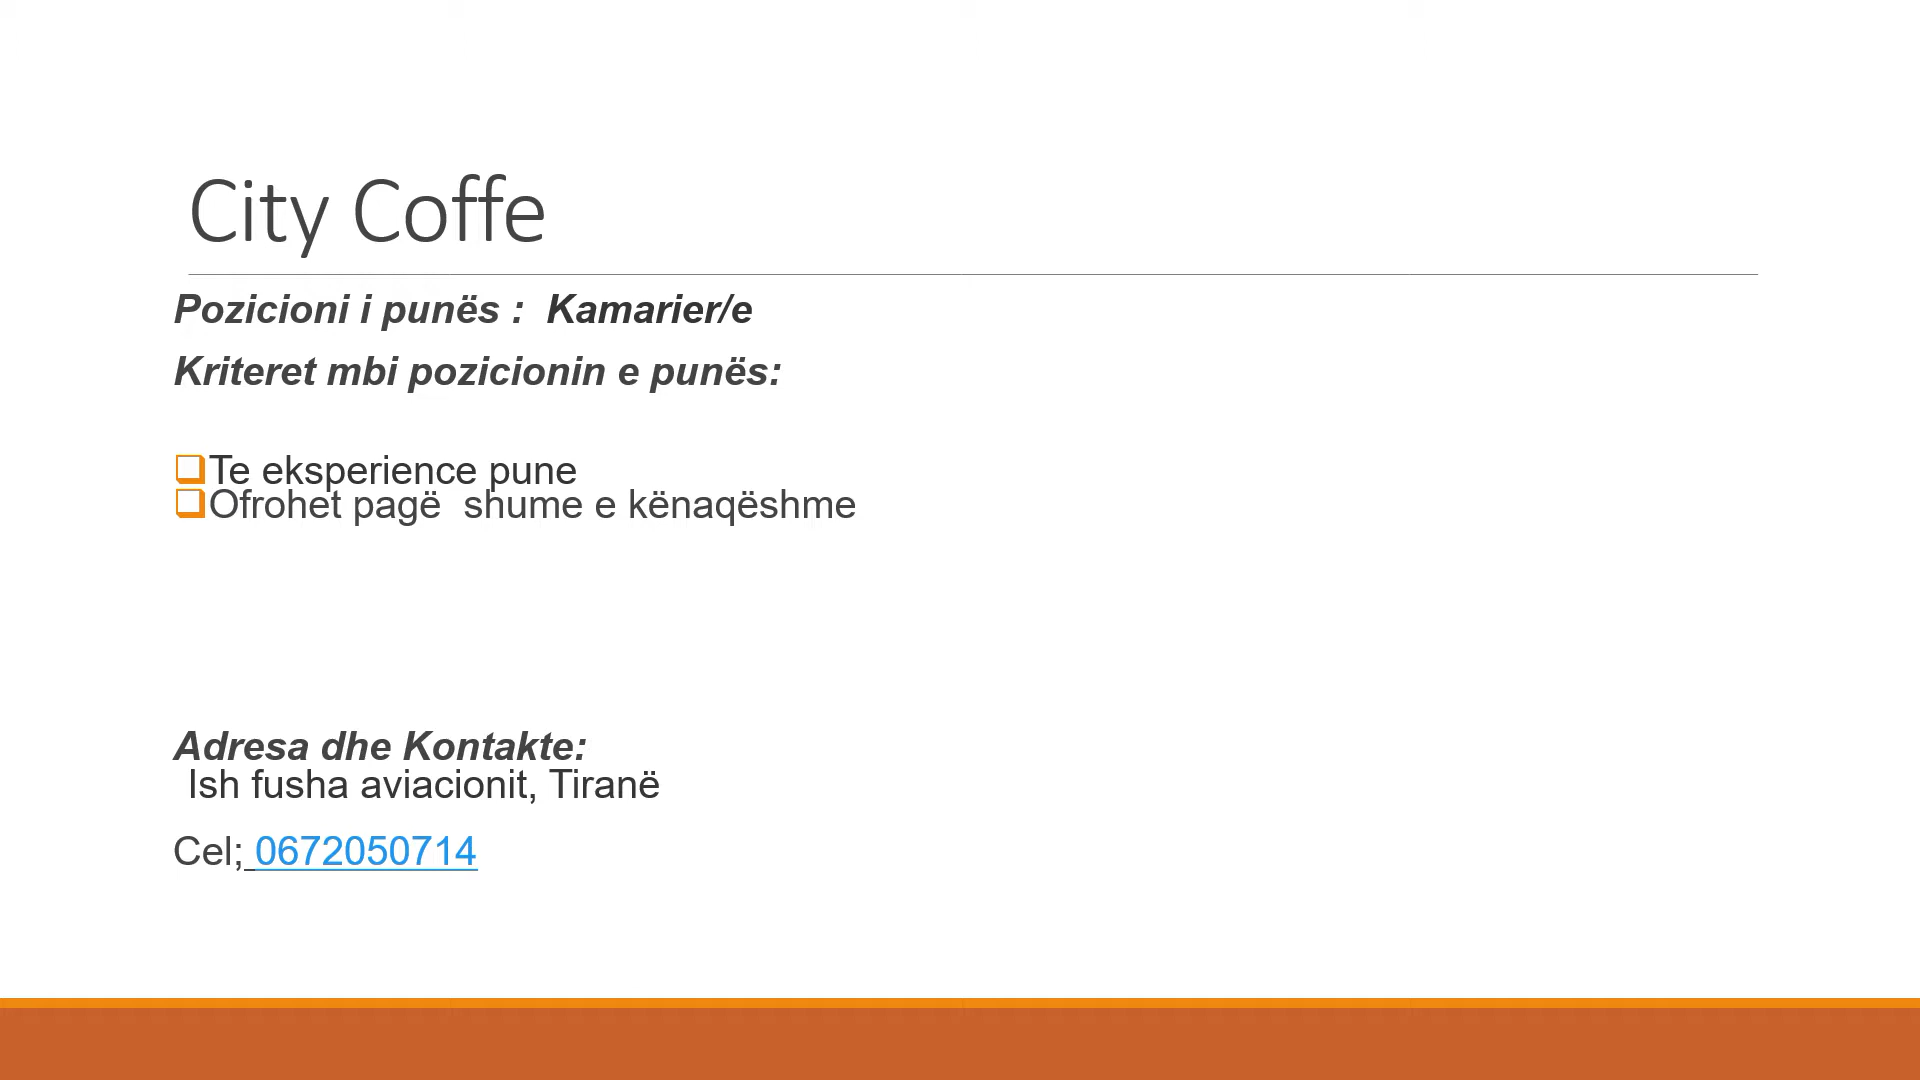 City Coffe
Pozicioni i punës :  Kamarier/e
Kriteret mbi pozicionin e punës:
❑Te eksperience pune
❑Ofrohet pagë  shume e kënaqëshme
Adresa dhe Kontakte:
Ish fusha aviacionit, Tiranë
Cel; 0672050714